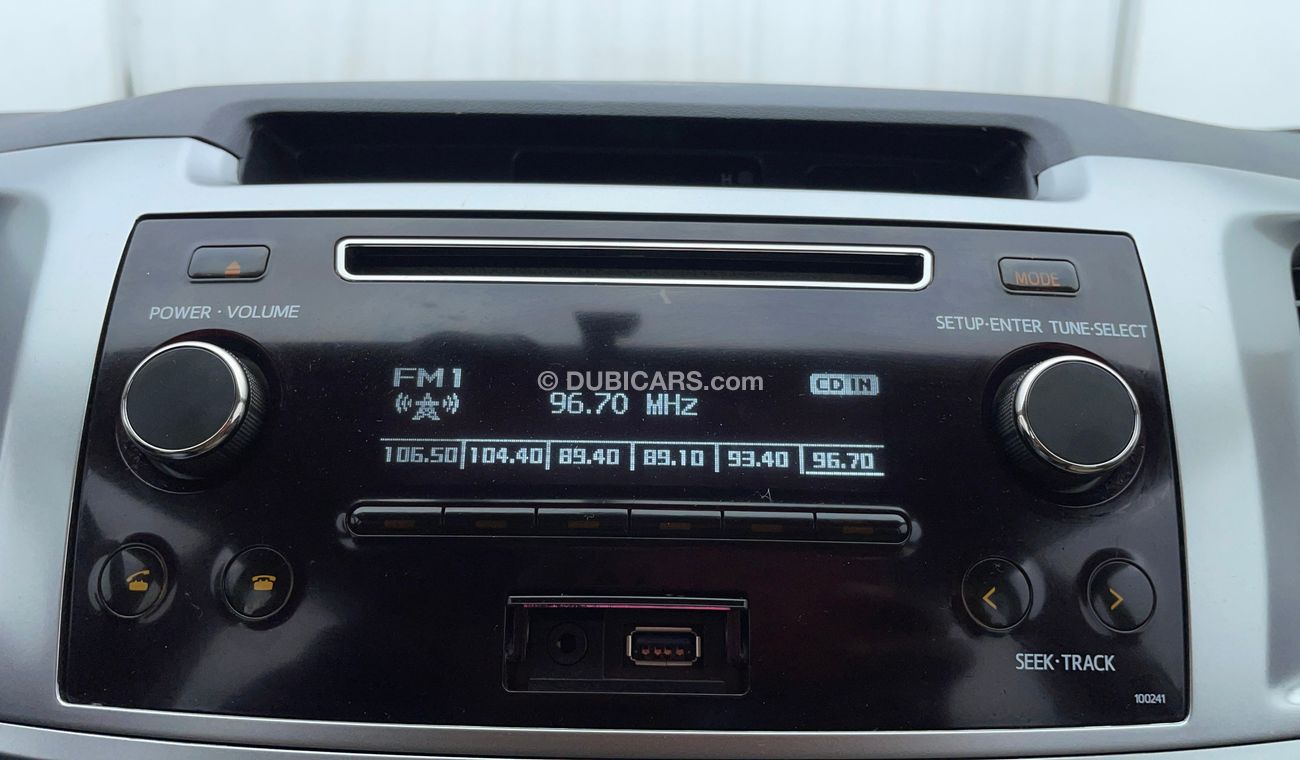 H
MODE
POWER · VOLUME
SETUP·ENTER TUNE·SELECT
FM1
© DUBICARS.com
CD IN
96.70 MHz
106.50 104.40 89.40 89.10 93.40 96.70
SEEK·TRACK
100241